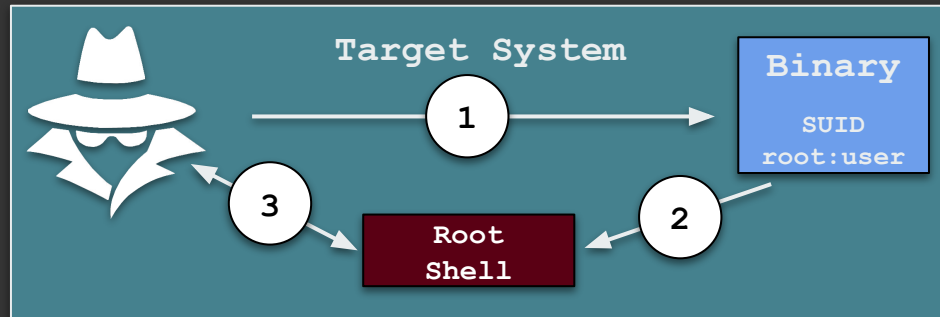 Target System
1
Binary
SUID
root:user
3
2
Root
Shell